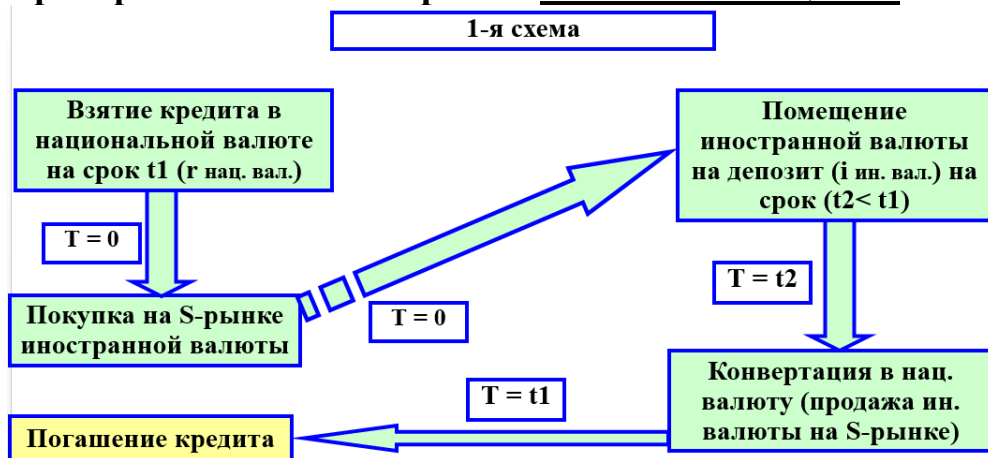 1-я схема
Взятие кредита в
национальной валюте
на срок t1 (r нац. вал.)
T = 0
Покупка на S-рынке
иностранной валюты
T = 0
Помещение
иностранной валюты
на депозит (i ин. вал.) на
срок (t2< t1)
T = t2
Конвертация в нац.
валюту (продажа ин.
валюты на S-рынке)
T = t1
Погашение кредита